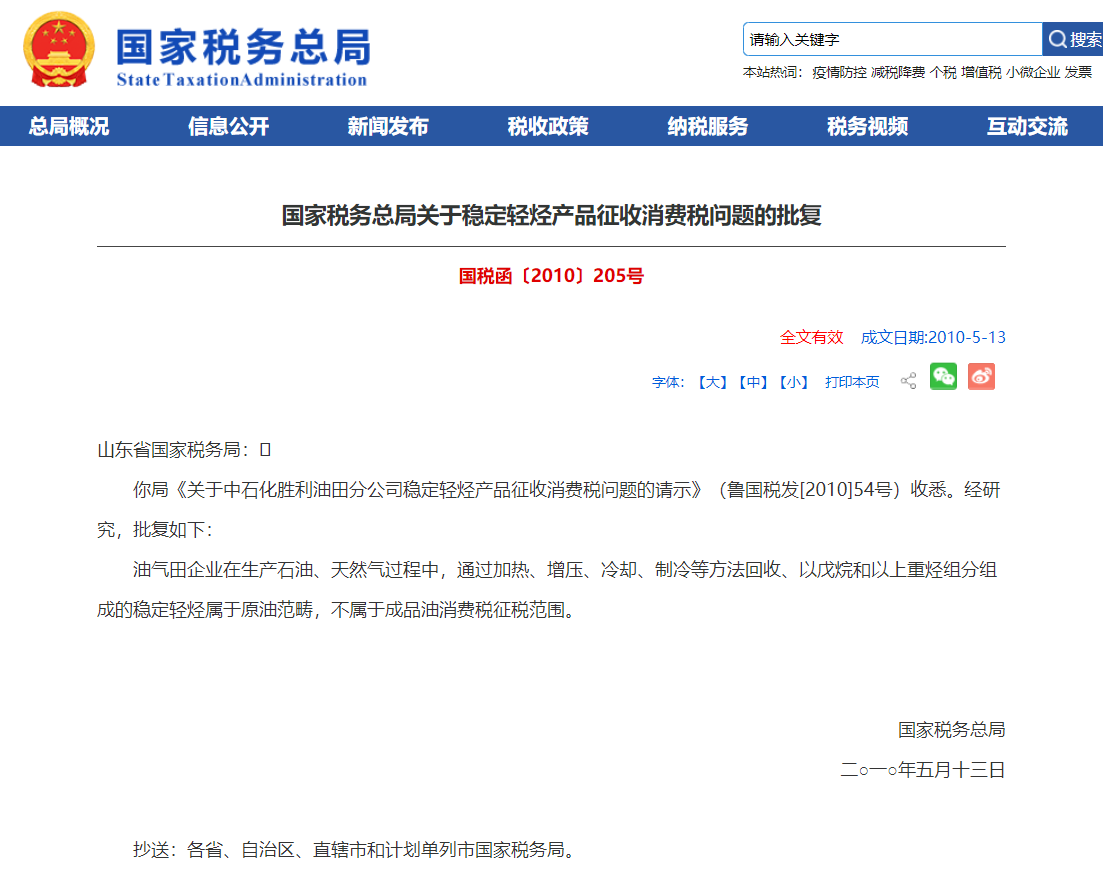 国家税务总局
State Taxation Administration
请输入关键字
搜索
本站热词： 疫情防控 减税降费 个税 增值税 小微企业 发票
总局概况 信息公开 新闻发布 税收政策 纳税服务 税务视频 互动交流
国家税务总局关于稳定轻烃产品征收消费税问题的批复
国税函〔2010〕205号
全文有效 成文日期:2010-5-13
字体： 【大】【中】【小】 打印本页
山东省国家税务局：
你局《关于中石化胜利油田分公司稳定轻烃产品征收消费税问题的请示》（鲁国税发[2010]54号）收悉。经研
究，批复如下：
油气田企业在生产石油、天然气过程中，通过加热、增压、冷却、制冷等方法回收、以戊烷和以上重烃组分组
成的稳定轻烃属于原油范畴，不属于成品油消费税征税范围。
国家税务总局
二○一○年五月十三日
抄送：各省、自治区、直辖市和计划单列市国家税务局。